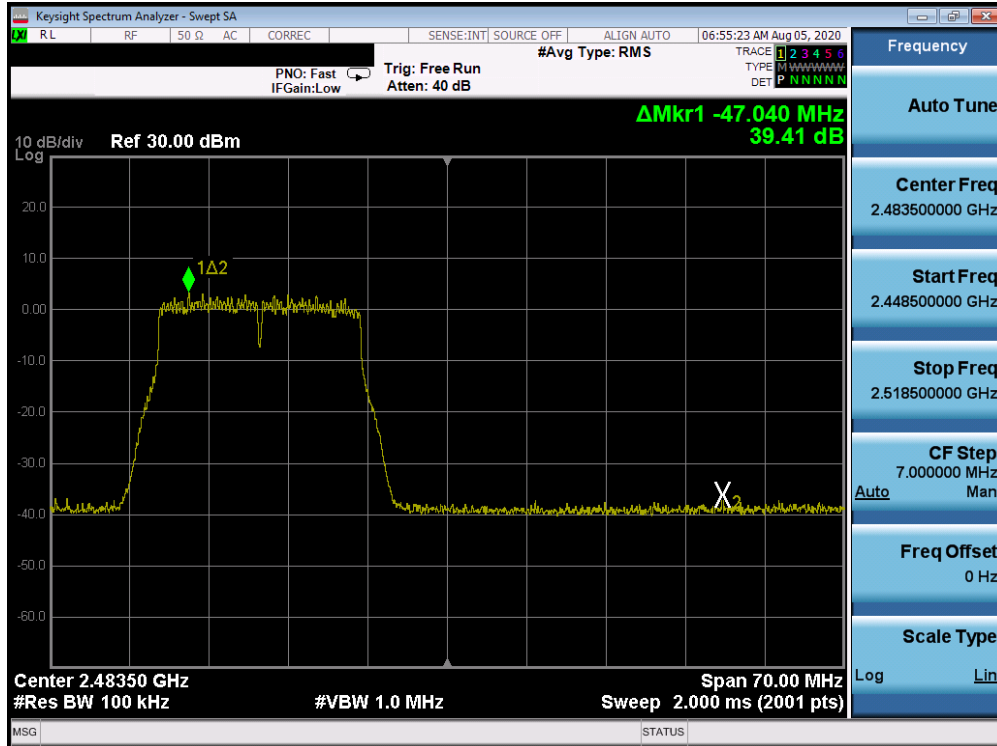 Keysight Spectrum Analyzer - Swept SA
LXI RL RF 50 Ω AC CORREC SENSE:INT SOURCE OFF ALIGN AUTO 06:55:23 AM Aug 05, 2020
#Avg Type: RMS
TRACE 1 2 3 4 5 6
PNO: Fast Trig: Free Run TYPE M W W W W W
IFGain:Low Atten: 40 dB DET P N N N N N
ΔMkr1 -47.040 MHz
39.41 dB
10 dB/div Ref 30.00 dBm
Log
20.0
10.0
1Δ2
0.00
-10.0
-20.0
-30.0
X2
-40.0
-50.0
-60.0
Center 2.48350 GHz Span 70.00 MHz
#Res BW 100 kHz #VBW 1.0 MHz Sweep 2.000 ms (2001 pts)
MSG STATUS
Frequency
Auto Tune
Center Freq
2.483500000 GHz
Start Freq
2.448500000 GHz
Stop Freq
2.518500000 GHz
CF Step
7.000000 MHz
Auto Man
Freq Offset
0 Hz
Scale Type
Log Lin